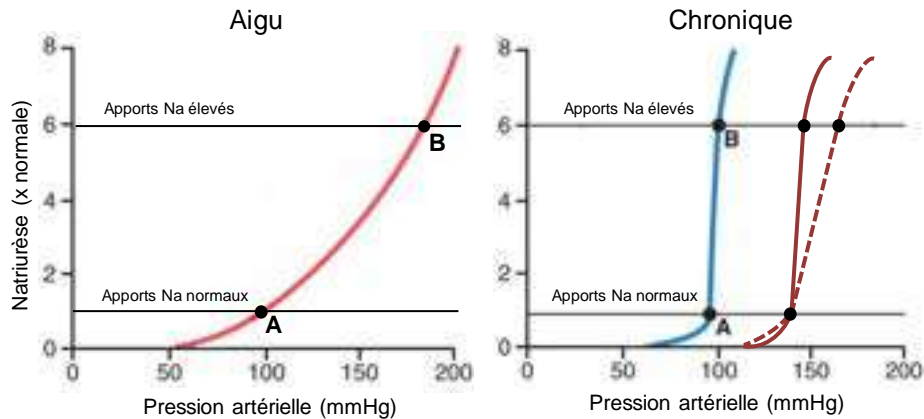 Aigu
Natriurèse (x normale)
8
6
4
2
0
Apports Na élevés
B
Apports Na normaux
A
0
50
100
150
200
Pression artérielle (mmHg)
Chronique
8
6
4
2
0
Apports Na élevés
B
Apports Na normaux
A
0
50
100
150
200
Pression artérielle (mmHg)